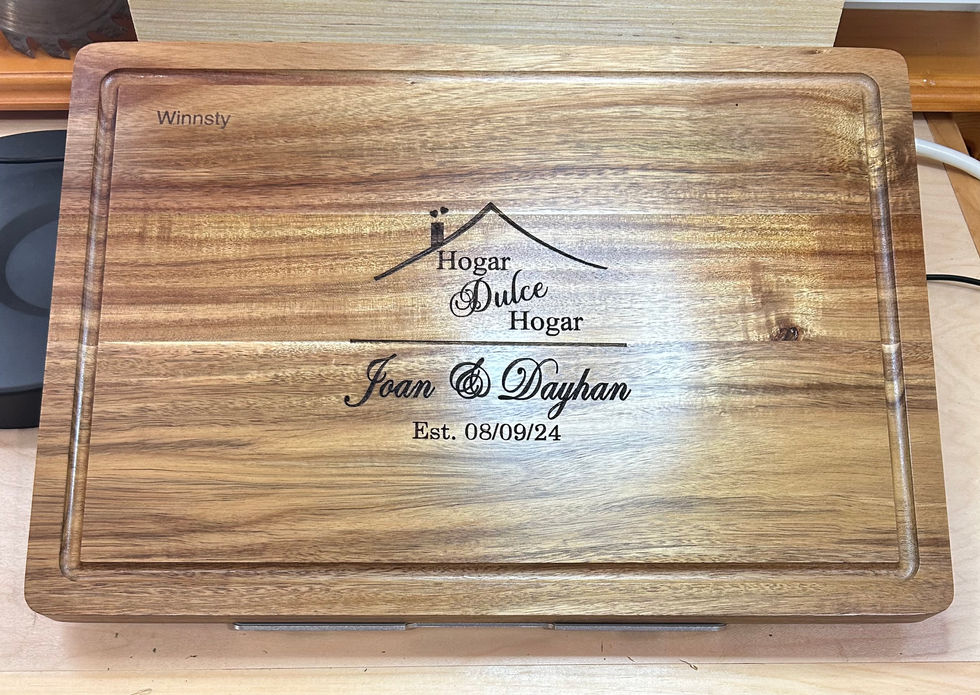 Winnsty
Hogar
Dulce
Hogar
Joan & Dayhan
Est. 08/09/24